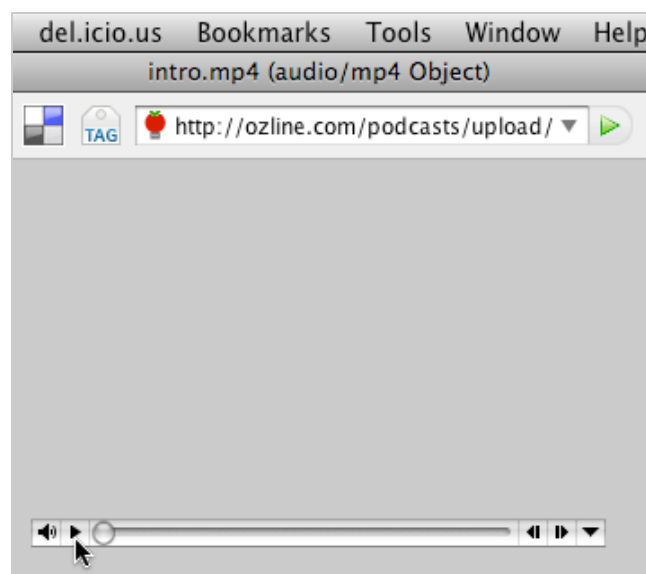 del.icio.us Bookmarks Tools Window Help
intro.mp4 (audio/mp4 Object)
TAG http://ozline.com/podcasts/upload/